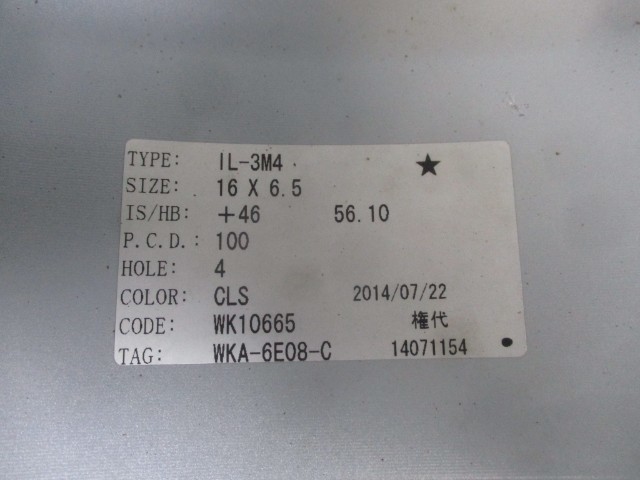 TYPE: IL-3M4 ★
SIZE: 16 X 6.5
IS/HB: +46 56.10
P.C.D.: 100
HOLE: 4
COLOR: CLS 2014/07/22
CODE: WK10665 権代
TAG: WKA-6E08-C 14071154